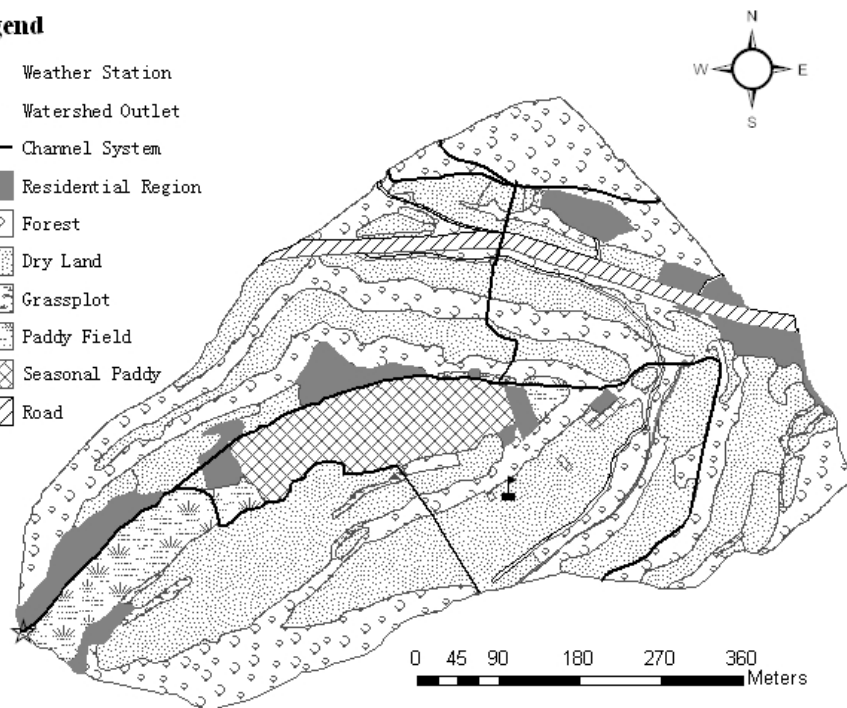 gend
Weather Station
Watershed Outlet
Channel System
Residential Region
Forest
Dry Land
Grassplot
Paddy Field
Seasonal Paddy
Road
N
W E
S
0 45 90 180 270 360
Meters